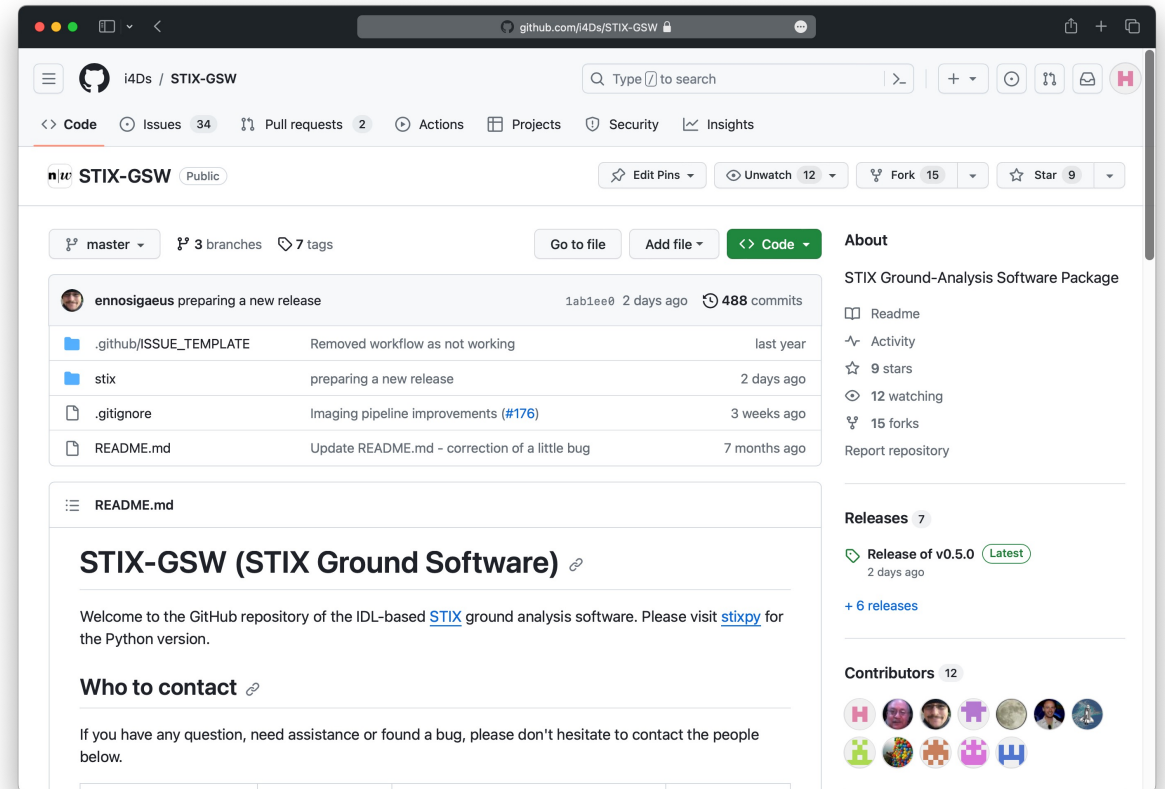 github.com/i4Ds/STIX-GSW
i4Ds / STIX-GSW
Type / to search
Code
Issues 34
Pull requests 2
Actions
Projects
Security
Insights
n|w STIX-GSW Public
Edit Pins
Unwatch 12
Fork 15
Star 9
master
3 branches
7 tags
Go to file
Add file
Code
ennosigaeus preparing a new release 1ab1ee0 2 days ago 488 commits
.github/ISSUE_TEMPLATE Removed workflow as not working last year
stix preparing a new release 2 days ago
.gitignore Imaging pipeline improvements (#176) 3 weeks ago
README.md Update README.md - correction of a little bug 7 months ago
README.md
STIX-GSW (STIX Ground Software)
Welcome to the GitHub repository of the IDL-based STIX ground analysis software. Please visit stixpy for
the Python version.
Who to contact
If you have any question, need assistance or found a bug, please don't hesitate to contact the people
below.
About
STIX Ground-Analysis Software Package
Readme
Activity
9 stars
12 watching
15 forks
Report repository
Releases 7
Release of v0.5.0 Latest
2 days ago
+ 6 releases
Contributors 12